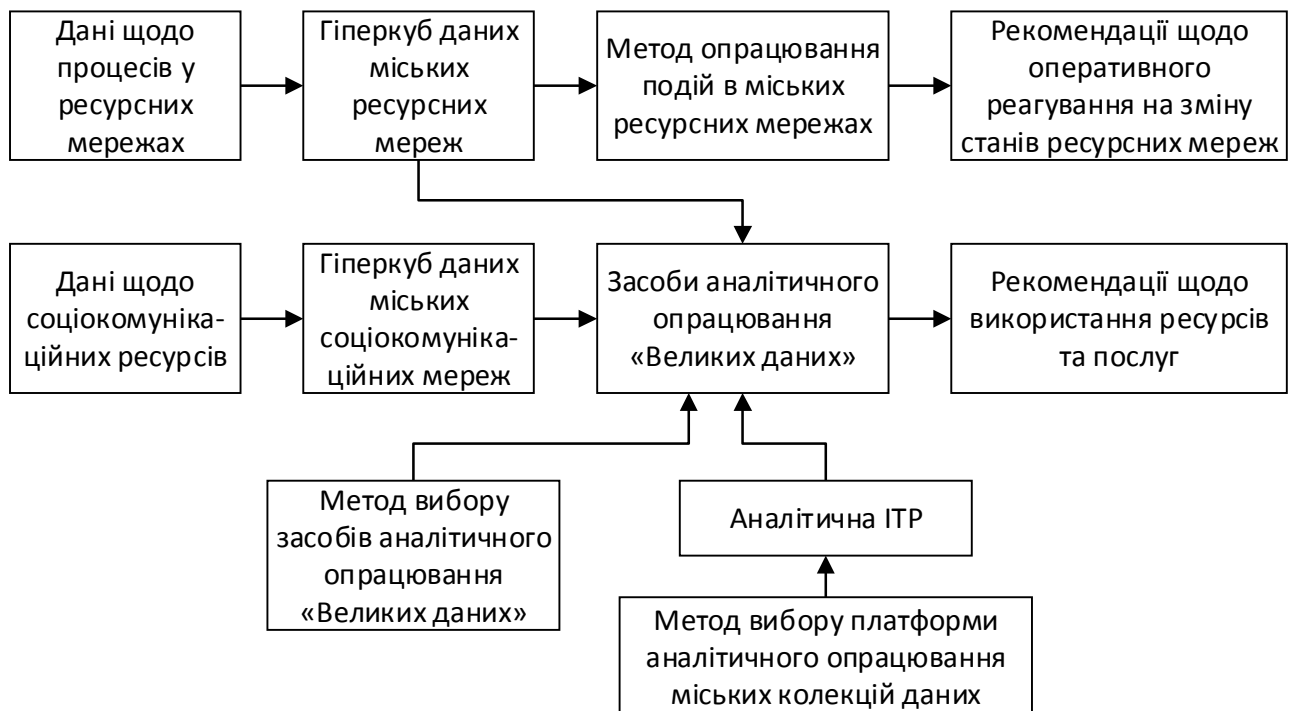 Дані щодо
процесів у
ресурсних
мережах
Гіперкуб даних
міських
ресурсних
мереж
Метод опрацювання
подій в міських
ресурсних мережах
Рекомендації щодо
оперативного
реагування на зміну
станів ресурсних мереж
Дані щодо
соціокомуніка-
ційних ресурсів
Гіперкуб даних
міських
соціокомуніка-
ційних мереж
Засоби аналітичного
опрацювання
«Великих даних»
Рекомендації щодо
використання ресурсів
та послуг
Метод вибору
засобів аналітичного
опрацювання
«Великих даних»
Аналітична ІТР
Метод вибору платформи
аналітичного опрацювання
міських колекцій даних